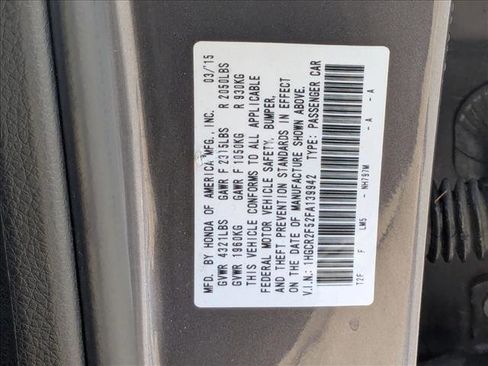 MFD. BY HONDA OF AMERICA MFG., INC. 03/'15
GVWR 4321LBS GAWR F 2315LBS R 2050LBS
GVWR 1960KG GAWR F 1050KG R 930KG
THIS VEHICLE CONFORMS TO ALL APPLICABLE
FEDERAL MOTOR VEHICLE SAFETY, BUMPER,
AND THEFT PREVENTION STANDARDS IN EFFECT
ON THE DATE OF MANUFACTURE SHOWN ABOVE.
V.I.N.: 1HGCR2F52FA139942 TYPE: PASSENGER CAR
T2F F LM5 NH797M - A - A